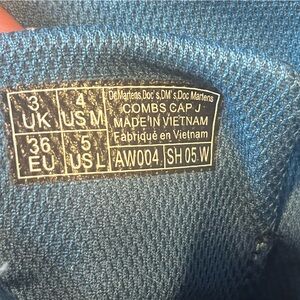 3 UK
4 US M
36 EU
5 US L
De Martens, Doc's, DM's, Doc Martens
COMBS CAP J
MADE IN VIETNAM
Fabriqué en Vietnam
AW004 SH 05 W